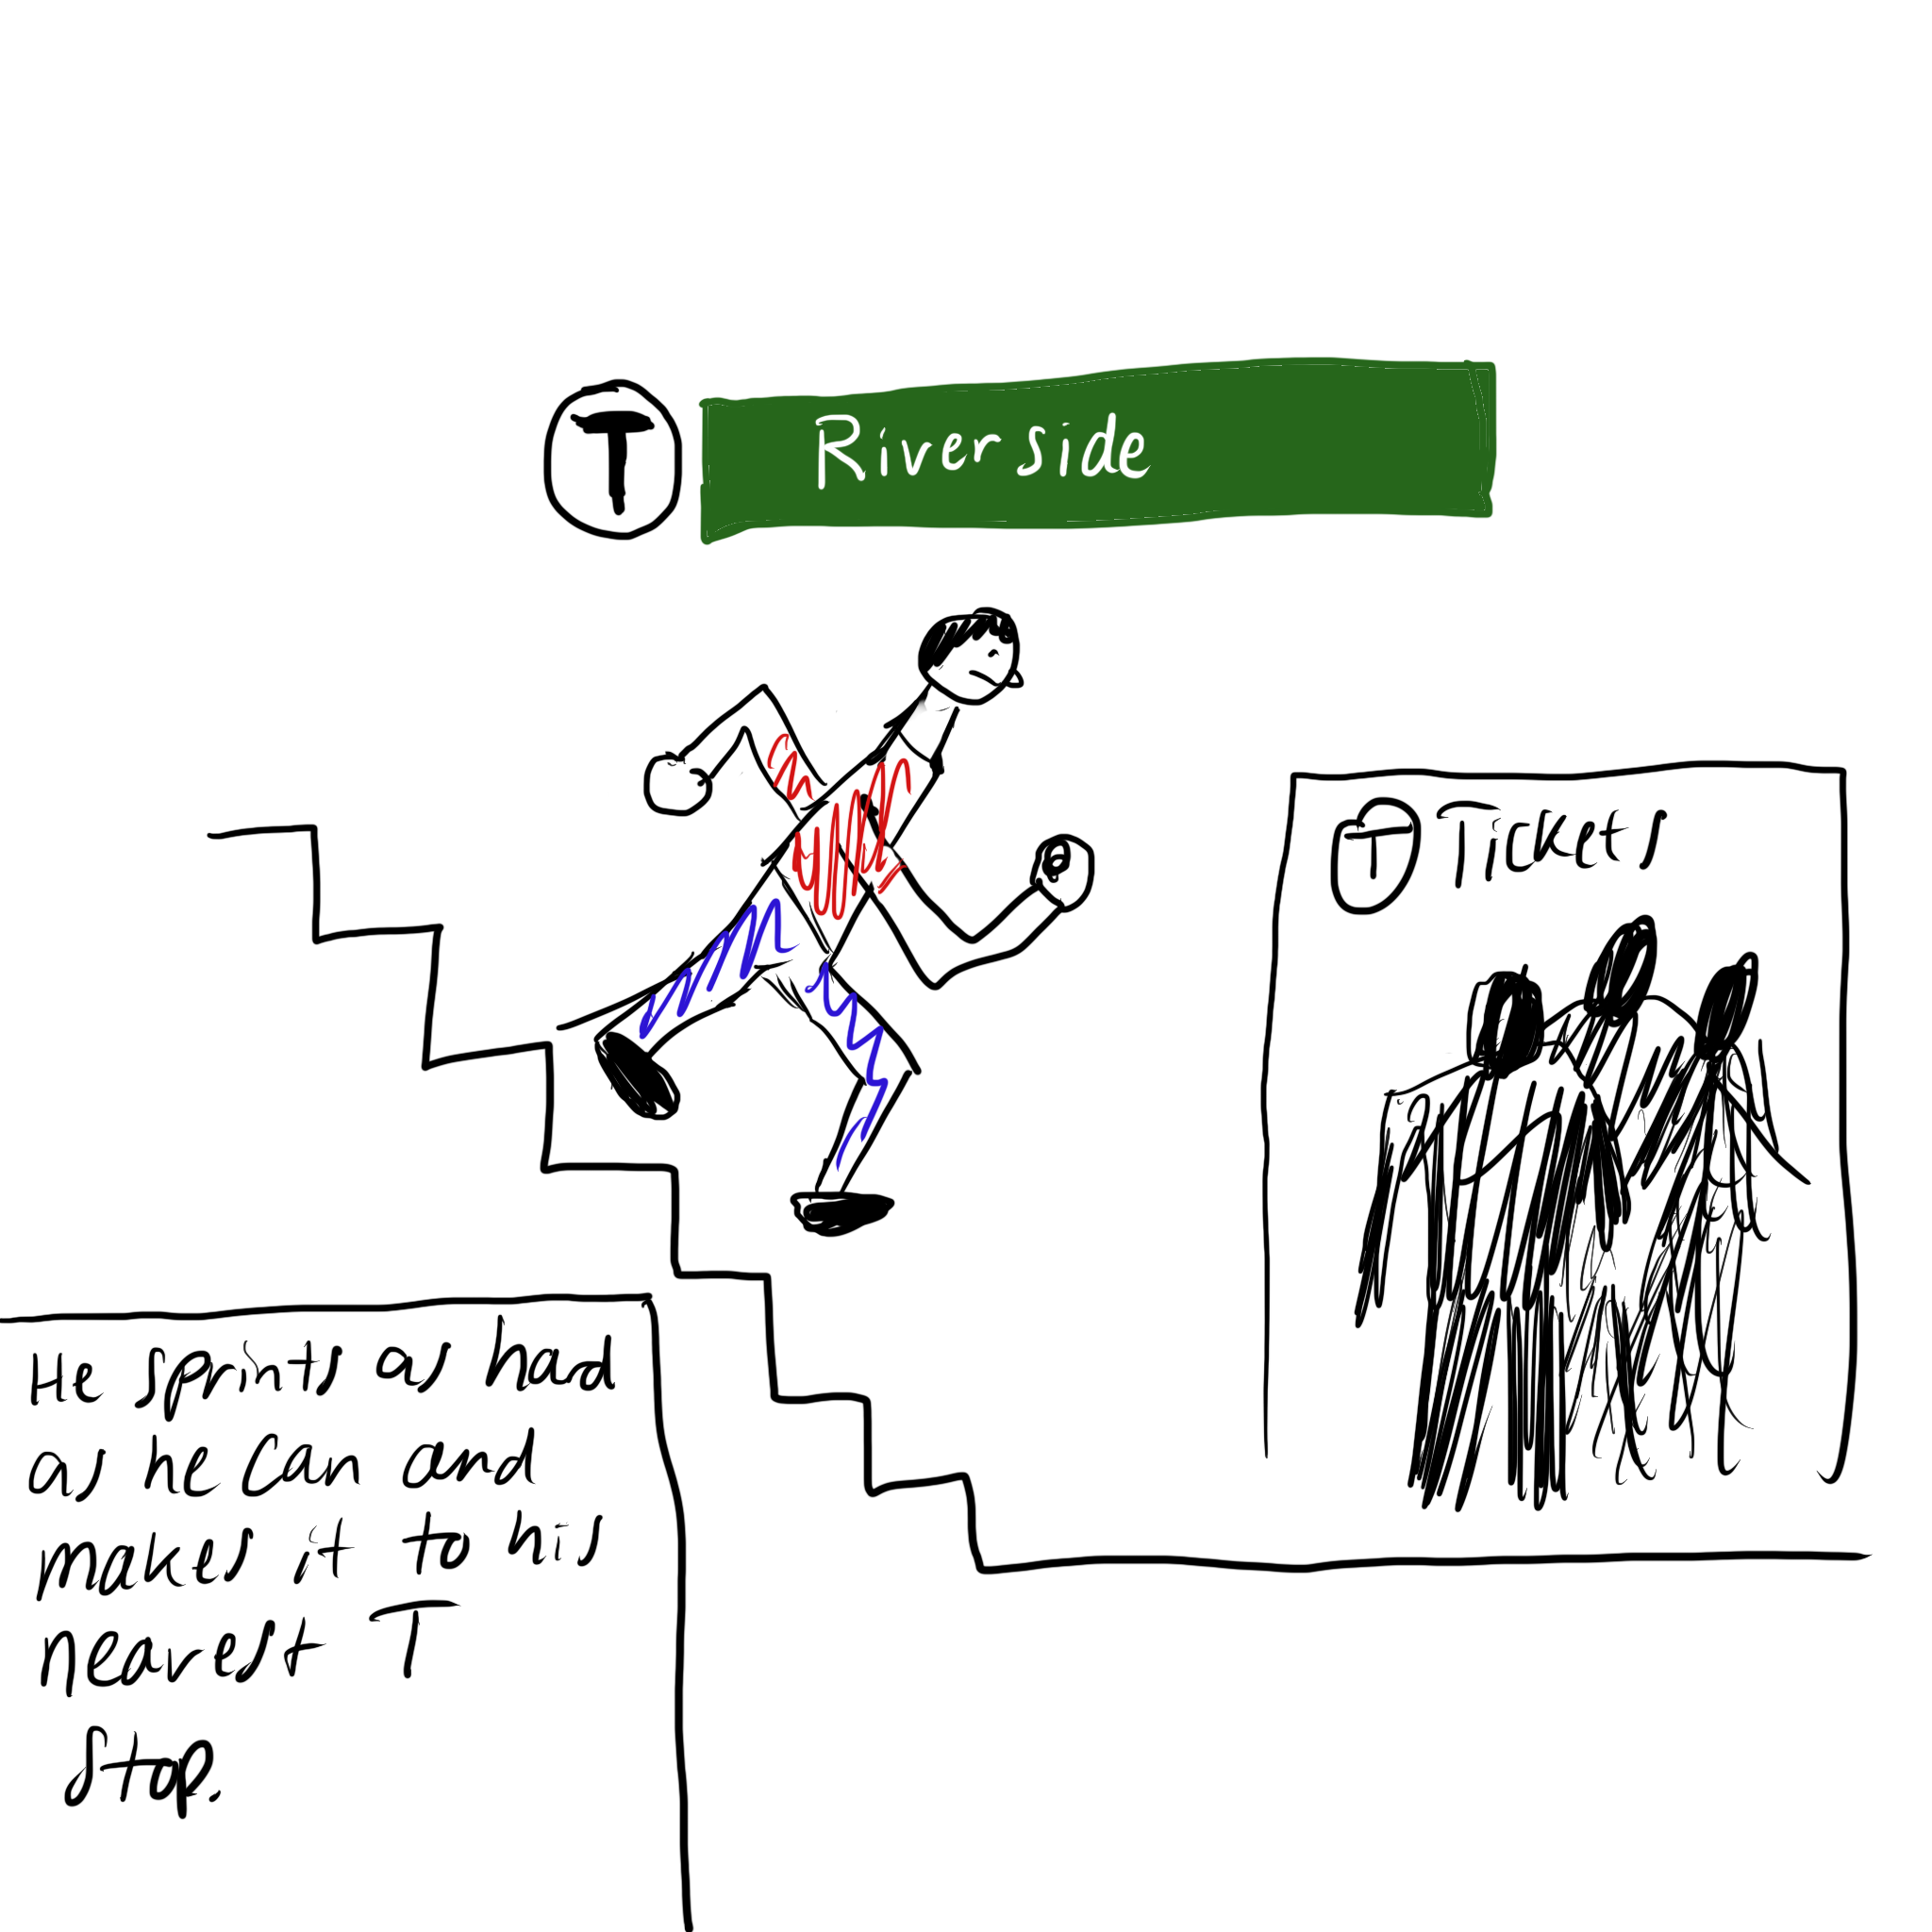 T Riverside
T Tickets
He sprints as had
as he can and
makes it to his
nearest T
Stop.